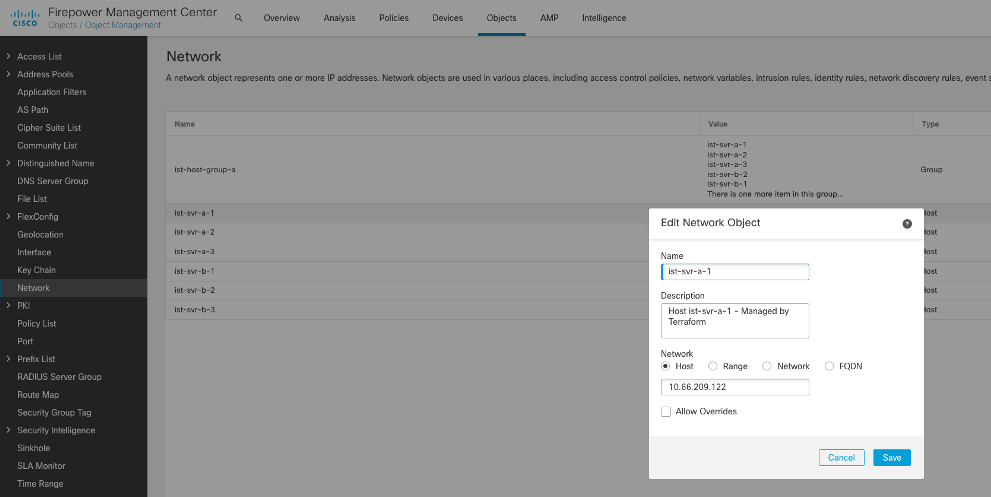 CISCO
Firepower Management Center
Objects / Object Management
Overview
Analysis
Policies
Devices
Objects
AMP
Intelligence
Access List
Address Pools
Application Filters
AS Path
Cipher Suite List
Community List
Distinguished Name
DNS Server Group
File List
FlexConfig
Geolocation
Interface
Key Chain
Network
PKI
Policy List
Port
Prefix List
RADIUS Server Group
Route Map
Security Group Tag
Security Intelligence
Sinkhole
SLA Monitor
Time Range
Network
A network object represents one or more IP addresses. Network objects are used in various places, including access control policies, network variables, intrusion rules, identity rules, network discovery rules, event s
Name
Value
Type
ist-host-group-a
ist-svr-a-1
ist-svr-a-2
ist-svr-a-3
ist-svr-b-2
ist-svr-b-1
There is one more item in this group...
Group
ist-svr-a-1
Host
ist-svr-a-2
Host
ist-svr-a-3
Host
ist-svr-b-1
Host
ist-svr-b-2
Host
ist-svr-b-3
Host
Edit Network Object
?
Name
ist-svr-a-1
Description
Host ist-svr-a-1 - Managed by
Terraform
Network
Host
Range
Network
FQDN
10.66.209.122
Allow Overrides
Cancel
Save